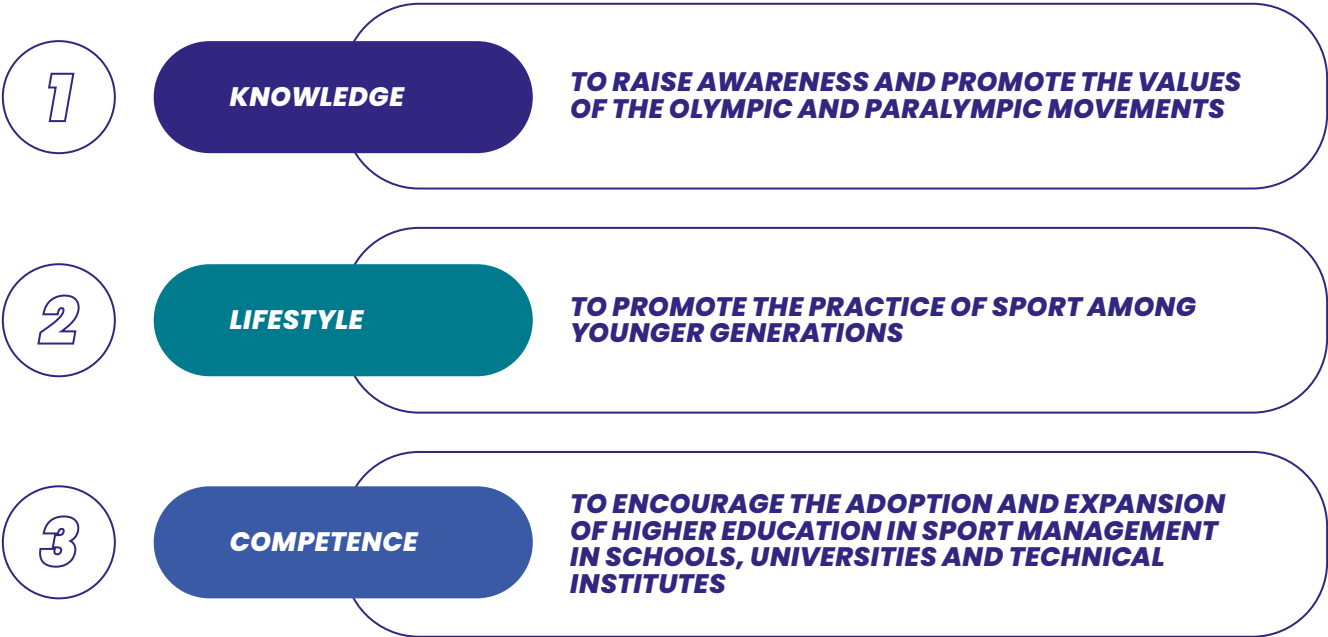 1
KNOWLEDGE
TO RAISE AWARENESS AND PROMOTE THE VALUES
OF THE OLYMPIC AND PARALYMPIC MOVEMENTS
2
LIFESTYLE
TO PROMOTE THE PRACTICE OF SPORT AMONG
YOUNGER GENERATIONS
3
COMPETENCE
TO ENCOURAGE THE ADOPTION AND EXPANSION
OF HIGHER EDUCATION IN SPORT MANAGEMENT
IN SCHOOLS, UNIVERSITIES AND TECHNICAL
INSTITUTES